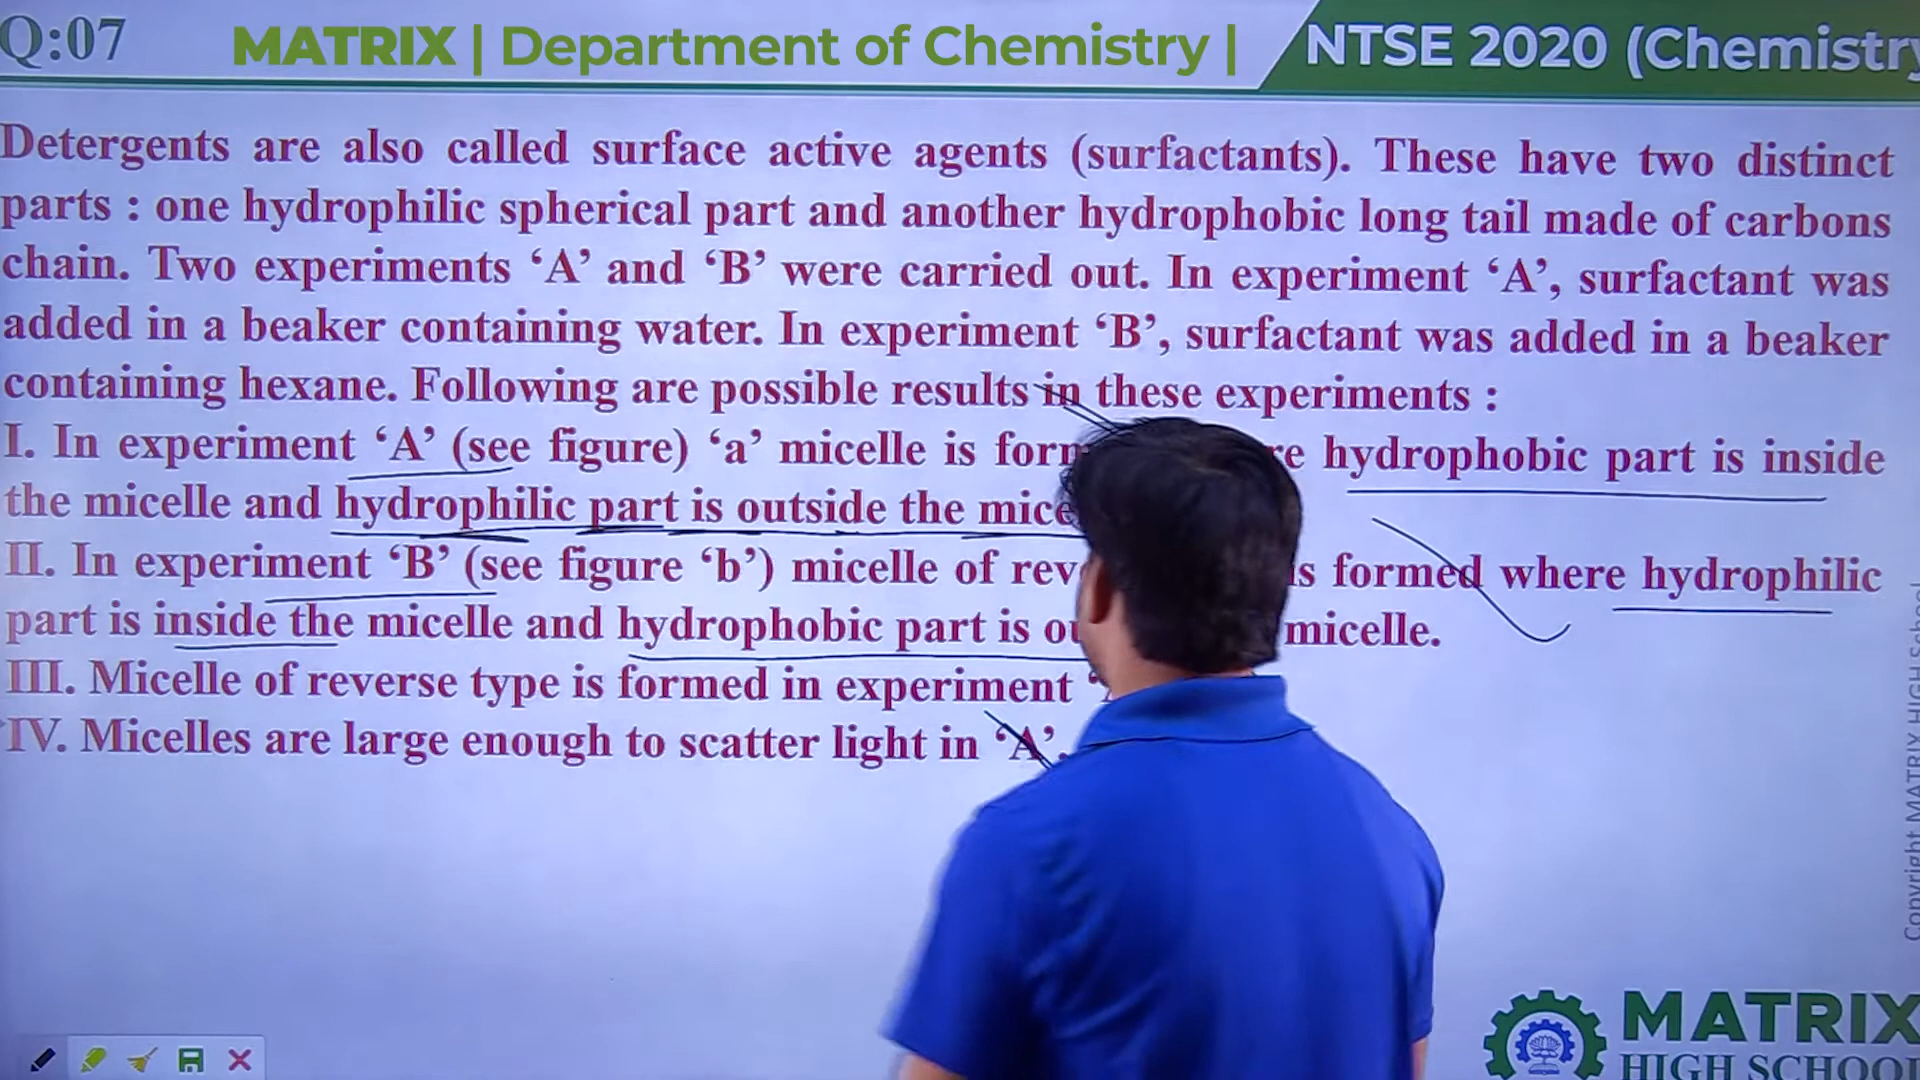 Q:07 MATRIX | Department of Chemistry | NTSE 2020 (Chemistry
Detergents are also called surface active agents (surfactants). These have two distinct
parts : one hydrophilic spherical part and another hydrophobic long tail made of carbons
chain. Two experiments ‘A’ and ‘B’ were carried out. In experiment ‘A’, surfactant was
added in a beaker containing water. In experiment ‘B’, surfactant was added in a beaker
containing hexane. Following are possible results in these experiments :
I. In experiment ‘A’ (see figure) ‘a’ micelle is hydrophobic part is inside
the micelle and hydrophilic part is outside the
II. In experiment ‘B’ (see figure ‘b’) micelle of formed where hydrophilic
part is inside the micelle and hydrophobic part is micelle.
III. Micelle of reverse type is formed in experiment
IV. Micelles are large enough to scatter light in ‘A’.
Copyright MATRIX HIGH School
MATRIX
HIGH SCHOOL